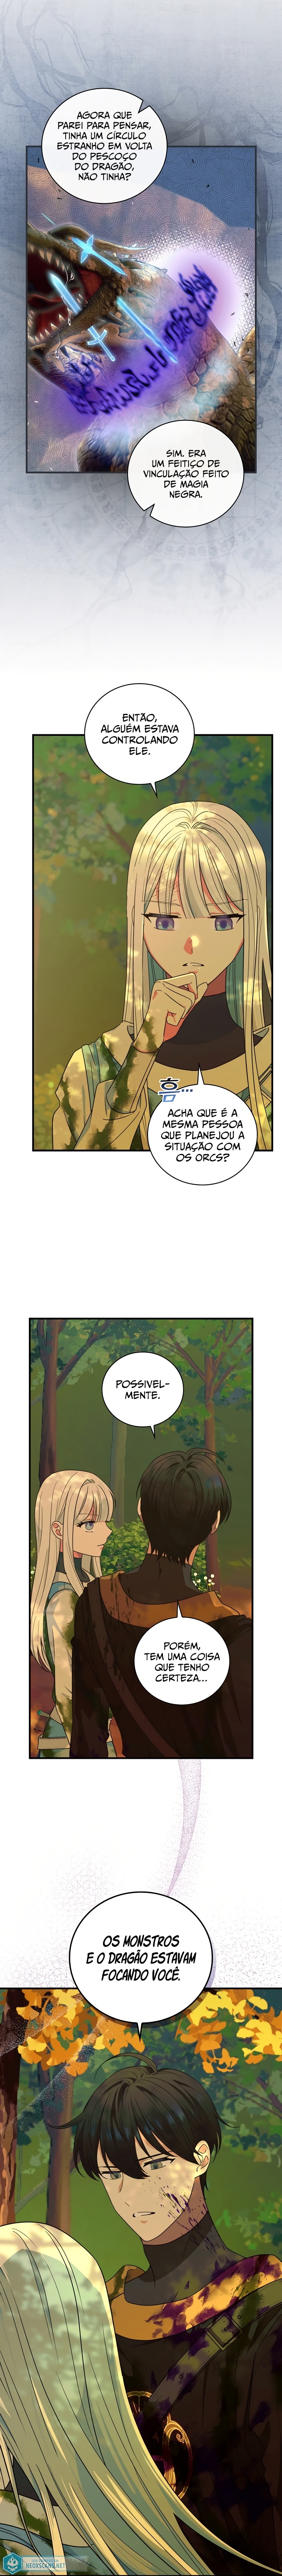 AGORA QUE
PAREI PARA PENSAR,
TINHA UM CÍRCULO
ESTRANHO EM VOLTA
DO PESCOÇO
DO DRAGÃO,
NÃO TINHA?
SIM. ERA
UM FEITIÇO DE
VINCULAÇÃO FEITO
DE MAGIA
NEGRA.
ENTÃO,
ALGUÉM ESTAVA
CONTROLANDO
ELE.
흠...
ACHA QUE É A
MESMA PESSOA
QUE PLANEJOU A
SITUAÇÃO COM
OS ORCS?
POSSIVEL-
MENTE.
PORÉM,
TEM UMA COISA
QUE TENHO
CERTEZA...
OS MONSTROS
E O DRAGÃO ESTAVAM
FOCANDO VOCÊ.
NEOXSCANS.NET